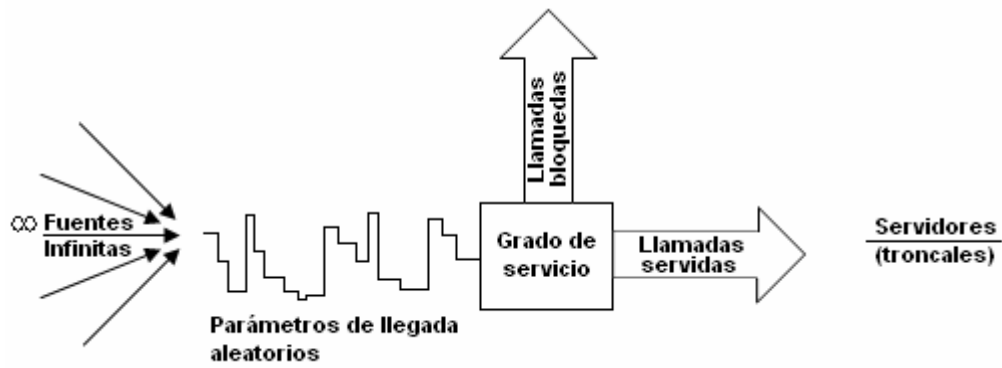 Llamadas
bloquedas
∞ Fuentes
Infinitas
Parámetros de llegada
aleatorios
Grado de
servicio
Llamadas
servidas
Servidores
(troncales)